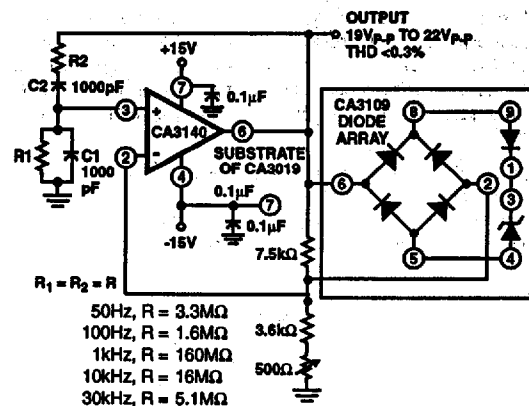 OUTPUT
19Vp-p TO 22Vp-p
THD <0.3%
+15V
R2
C2
1000pF
7
0.1μF
CA3109
DIODE
ARRAY
8
9
3
+
CA3140
6
SUBSTRATE
OF CA3019
R1
C1
1000
pF
2
-
4
6
2
1
3
0.1μF
7
0.1μF
-15V
5
4
7.5kΩ
R1 = R2 = R
50Hz, R = 3.3MΩ
100Hz, R = 1.6MΩ
1kHz, R = 160MΩ
10kHz, R = 16MΩ
30kHz, R = 5.1MΩ
3.6kΩ
500Ω